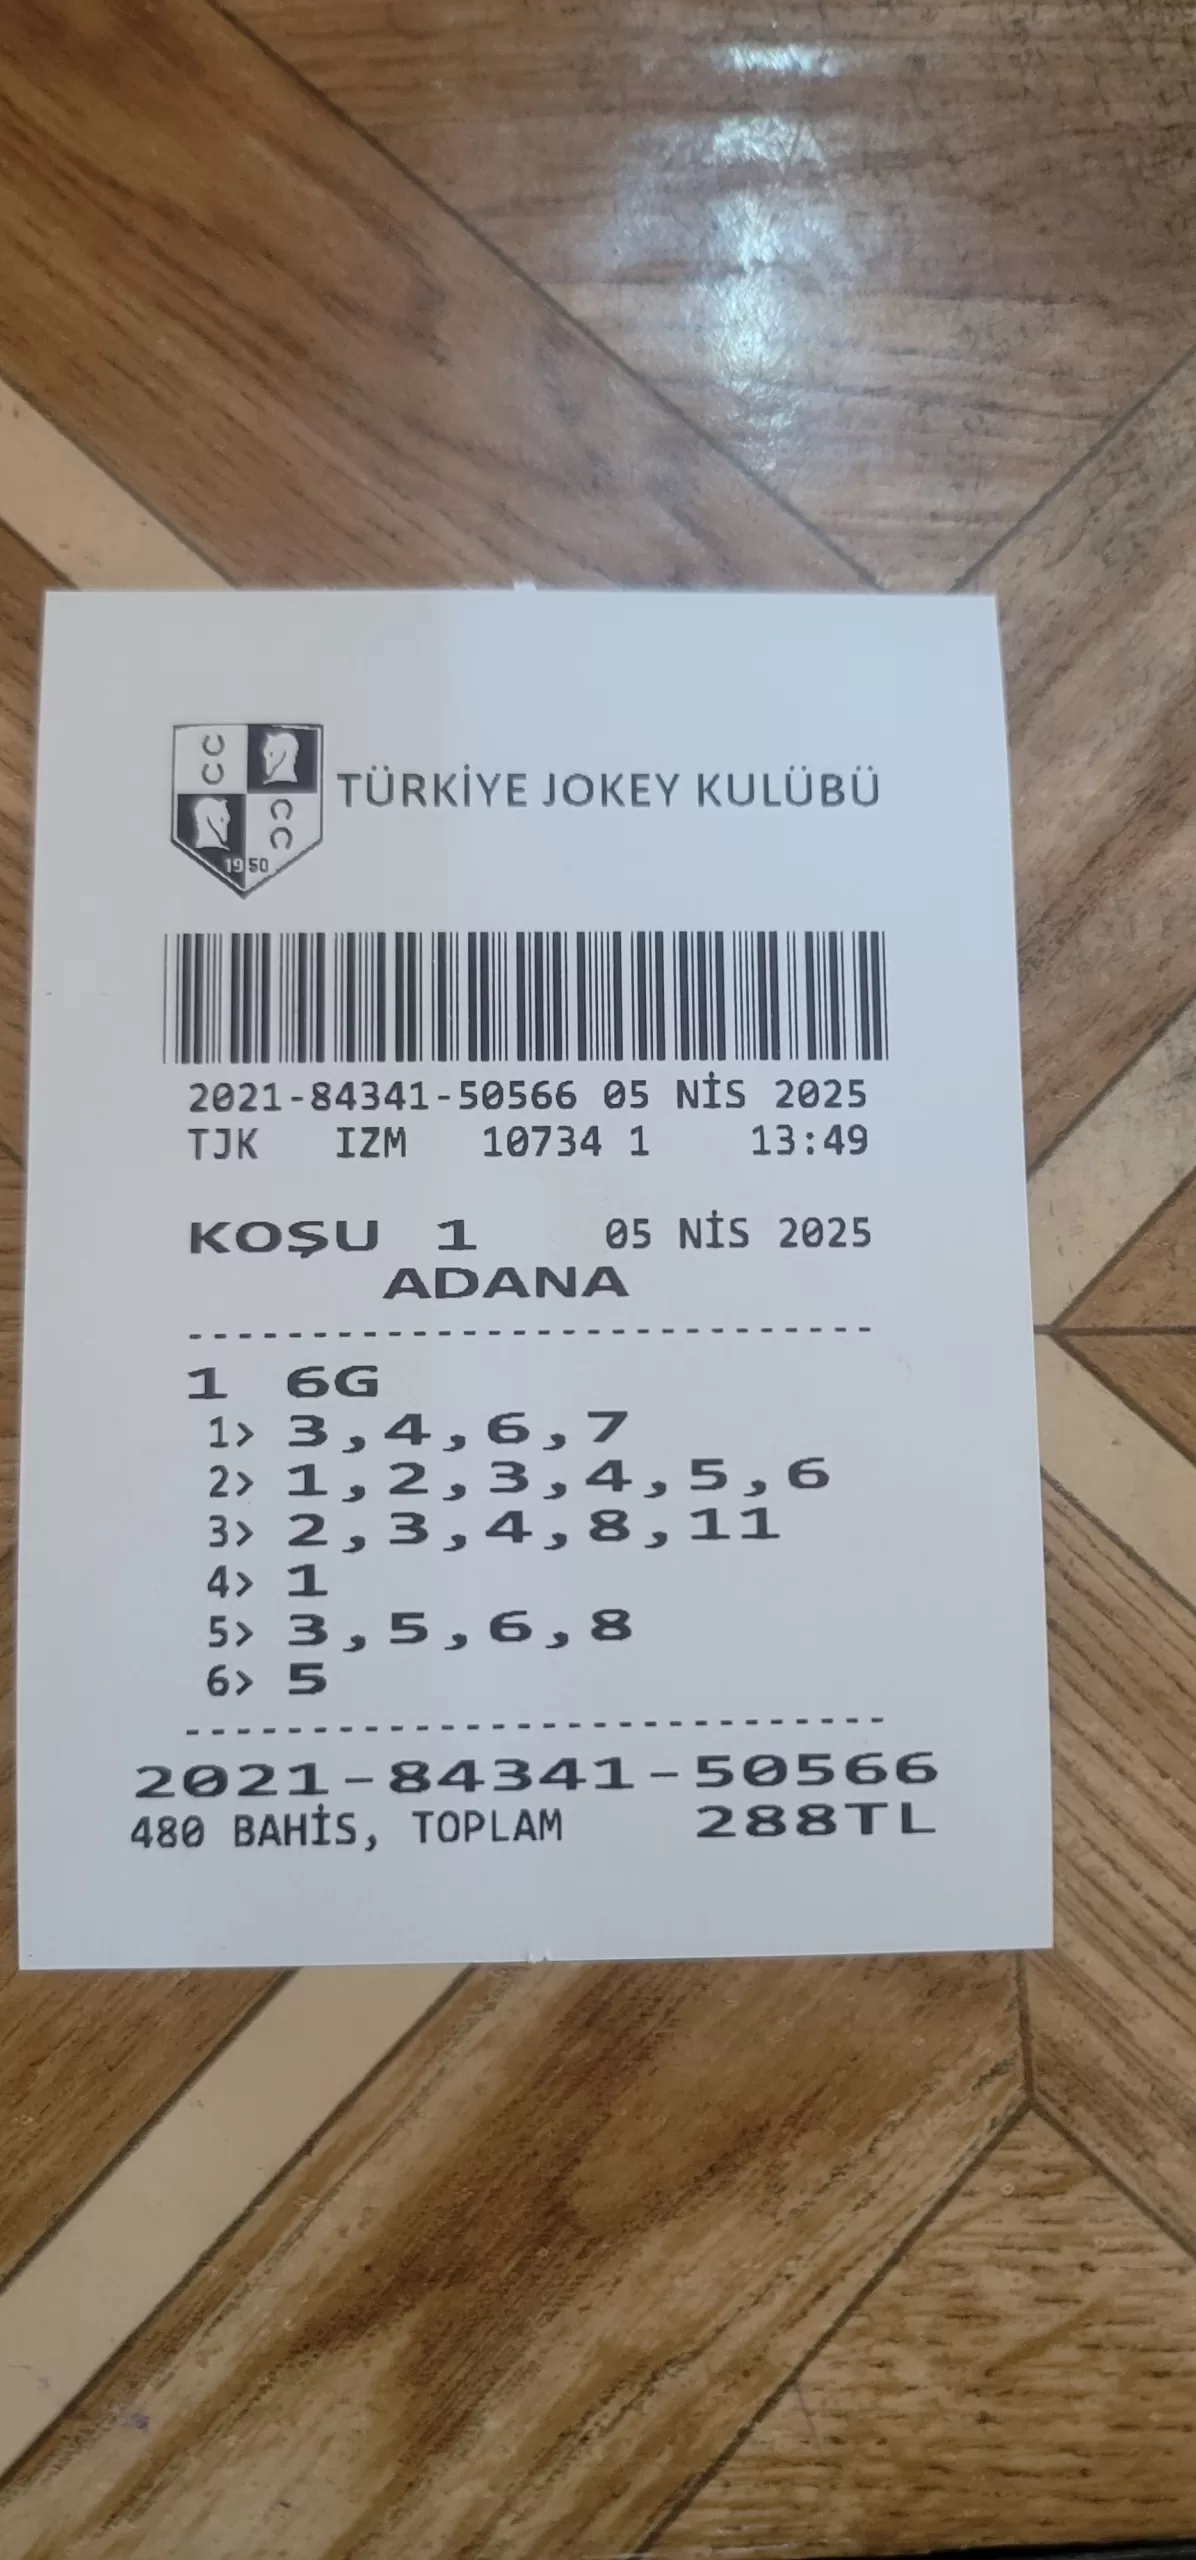 TÜRKİYE JOKEY KULÜBÜ
1950
2021-84341-50566 05 NİS 2025
TJK IZM 10734 1 13:49
KOŞU 1 05 NİS 2025
ADANA
1 6G
1> 3,4,6,7
2> 1,2,3,4,5,6
3> 2,3,4,8,11
4> 1
5> 3,5,6,8
6> 5
2021-84341-50566
480 BAHİS, TOPLAM 288TL